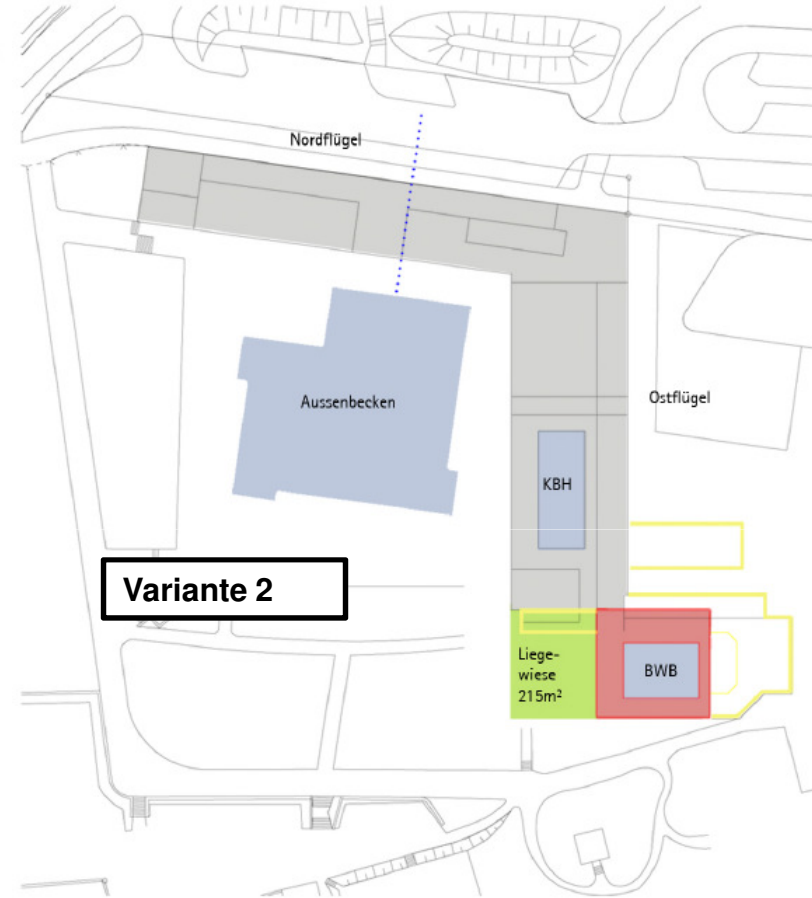 Nordflügel
Aussenbecken
Ostflügel
KBH
Variante 2
Liege-
wiese
215m²
BWB